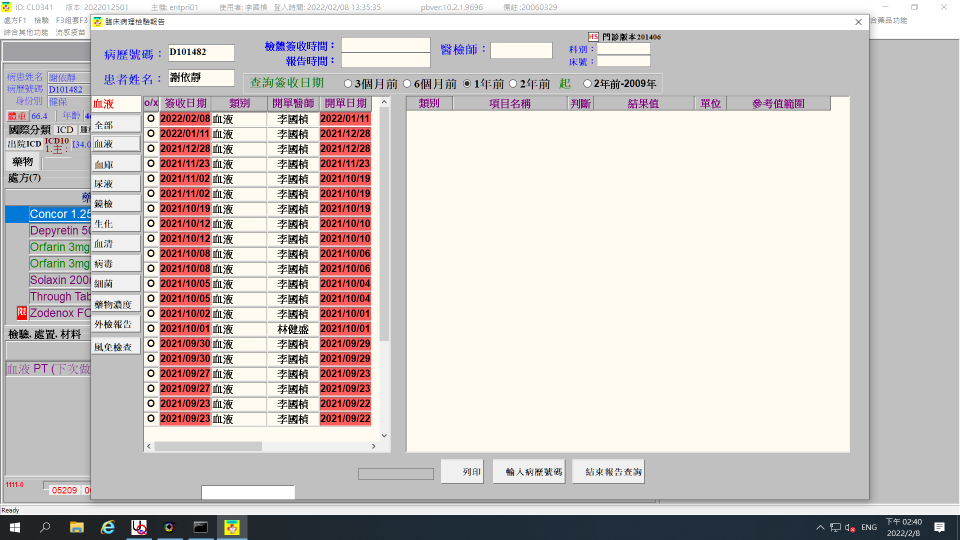 ID: CL0341 版本: 2022012501 主檔: entpri01 使用者: 李國楨 登入時間: 2022/02/08 13:35:35 pbver:10.2.1.9696 備註 :20060329
處方F1 檢驗 F3組套F3
綜合其他功能 流感疫苗
合藥品功能
臨床病理檢驗報告
病歷號碼： D101482
檢體簽收時間：
報告時間：
醫檢師：
HS 門診版本201406
科別：
床號：
患者姓名： 謝依靜
查詢簽收日期 3個月前 6個月前 1年前 2年前 起 2年前-2009年
病患姓名 謝依靜
病歷號碼 D101482
身份別 健保
體重 66.4 年齡
國際分類 ICD
出院ICD ICD10 1.主: I34.0
藥物
處方(7)
Concor 1.25
Depyretin 50
Orfarin 3mg
Orfarin 3mg
Solaxin 200
Through Tab
Zodenox FC
檢驗, 處置, 材料
血液 PT (下次做
1111-0
05209
血液
全部
血液
血庫
尿液
鏡檢
生化
血清
病毒
細菌
藥物濃度
外檢報告
風免檢查
o/x 簽收日期 類別 開單醫師 開單日期
O 2022/02/08 血液 李國楨 2022/01/11
O 2022/01/11 血液 李國楨 2021/12/28
O 2021/12/28 血液 李國楨 2021/11/23
O 2021/11/23 血液 李國楨 2021/11/23
O 2021/11/02 血液 李國楨 2021/10/19
O 2021/11/02 血液 李國楨 2021/10/19
O 2021/10/19 血液 李國楨 2021/10/19
O 2021/10/12 血液 李國楨 2021/10/10
O 2021/10/12 血液 李國楨 2021/10/10
O 2021/10/08 血液 李國楨 2021/10/06
O 2021/10/08 血液 李國楨 2021/10/06
O 2021/10/05 血液 李國楨 2021/10/04
O 2021/10/05 血液 李國楨 2021/10/04
O 2021/10/02 血液 李國楨 2021/10/01
O 2021/10/01 血液 林健盛 2021/10/01
O 2021/09/30 血液 李國楨 2021/09/29
O 2021/09/30 血液 李國楨 2021/09/29
O 2021/09/27 血液 李國楨 2021/09/23
O 2021/09/27 血液 李國楨 2021/09/23
O 2021/09/23 血液 李國楨 2021/09/22
O 2021/09/23 血液 李國楨 2021/09/22
類別 項目名稱 判斷 結果值 單位 參考值範圍
列印 輸入病歷號碼 結束報告查詢
Ready
ENG
下午 02:40
2022/2/8